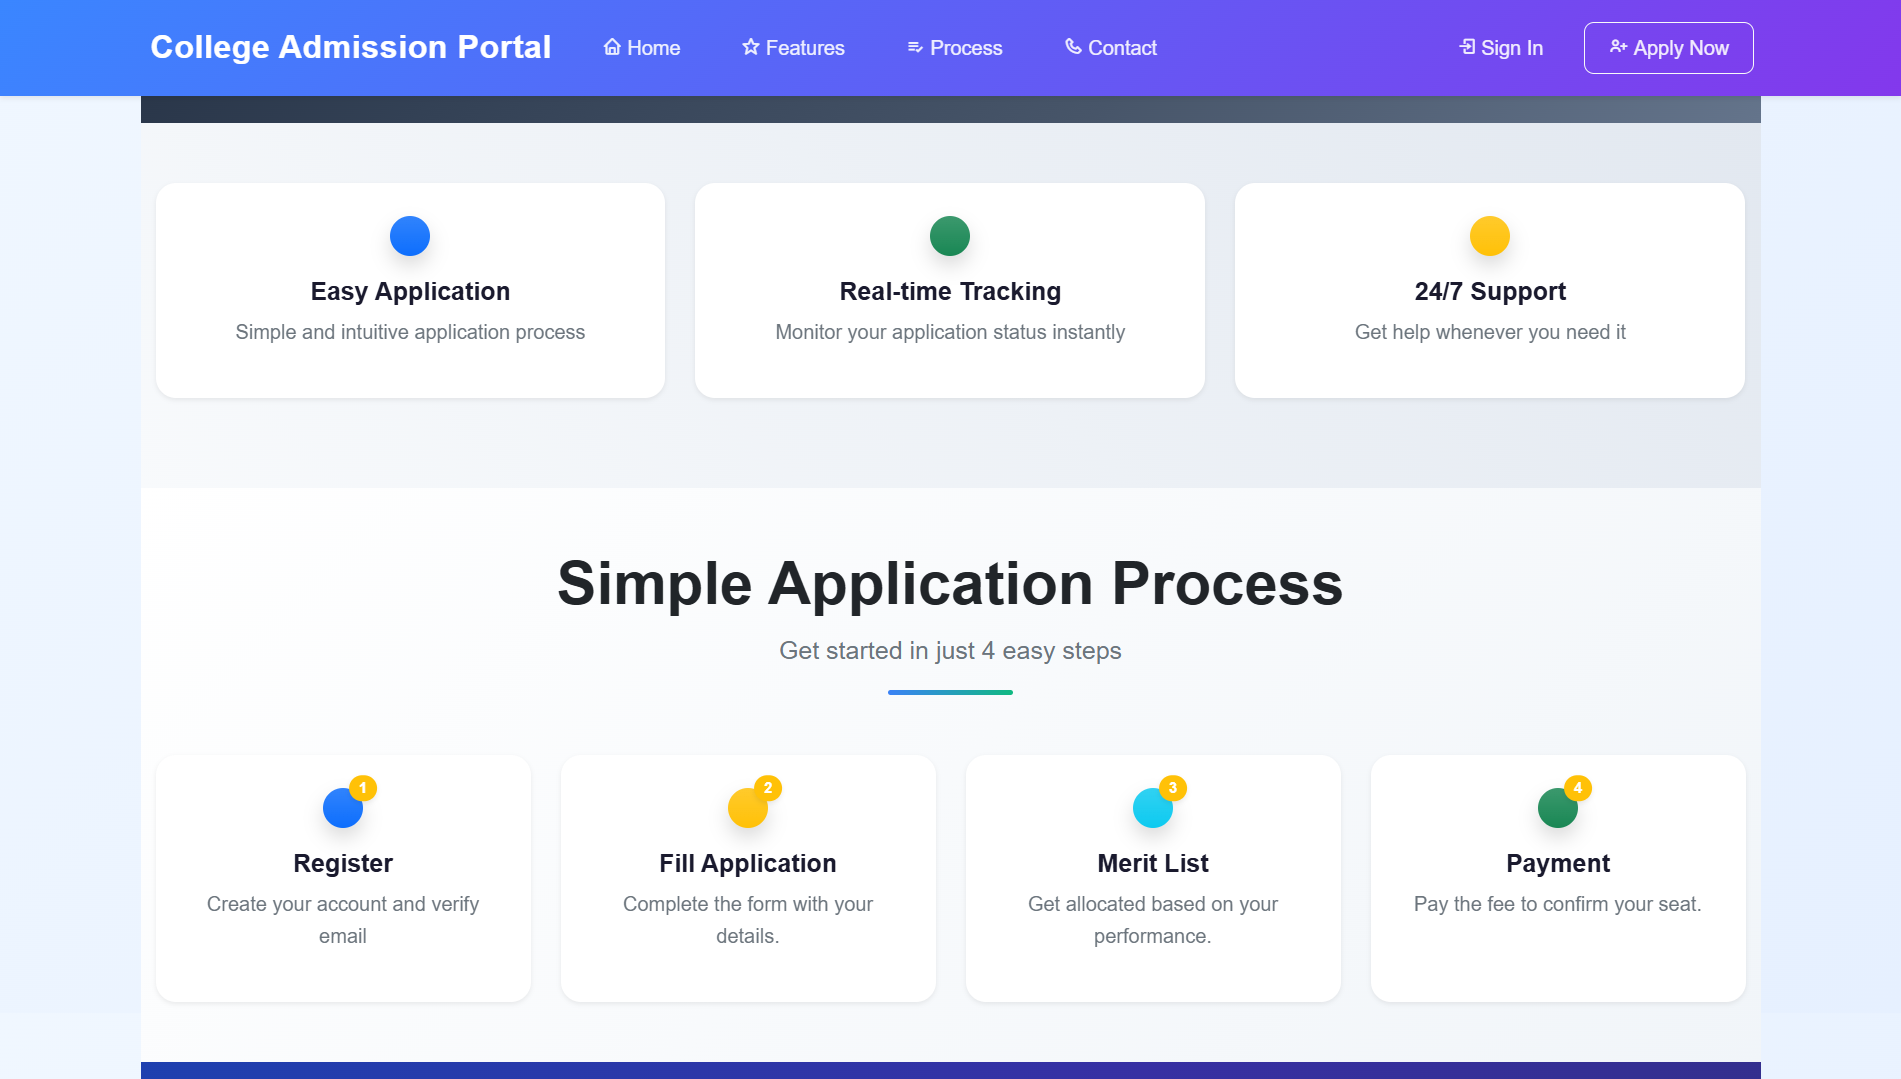 College Admission Portal
Home
Features
Process
Contact
Sign In
Apply Now
Easy Application
Simple and intuitive application process
Real-time Tracking
Monitor your application status instantly
24/7 Support
Get help whenever you need it
Simple Application Process
Get started in just 4 easy steps
1
Register
Create your account and verify
email
2
Fill Application
Complete the form with your
details.
3
Merit List
Get allocated based on your
performance.
4
Payment
Pay the fee to confirm your seat.